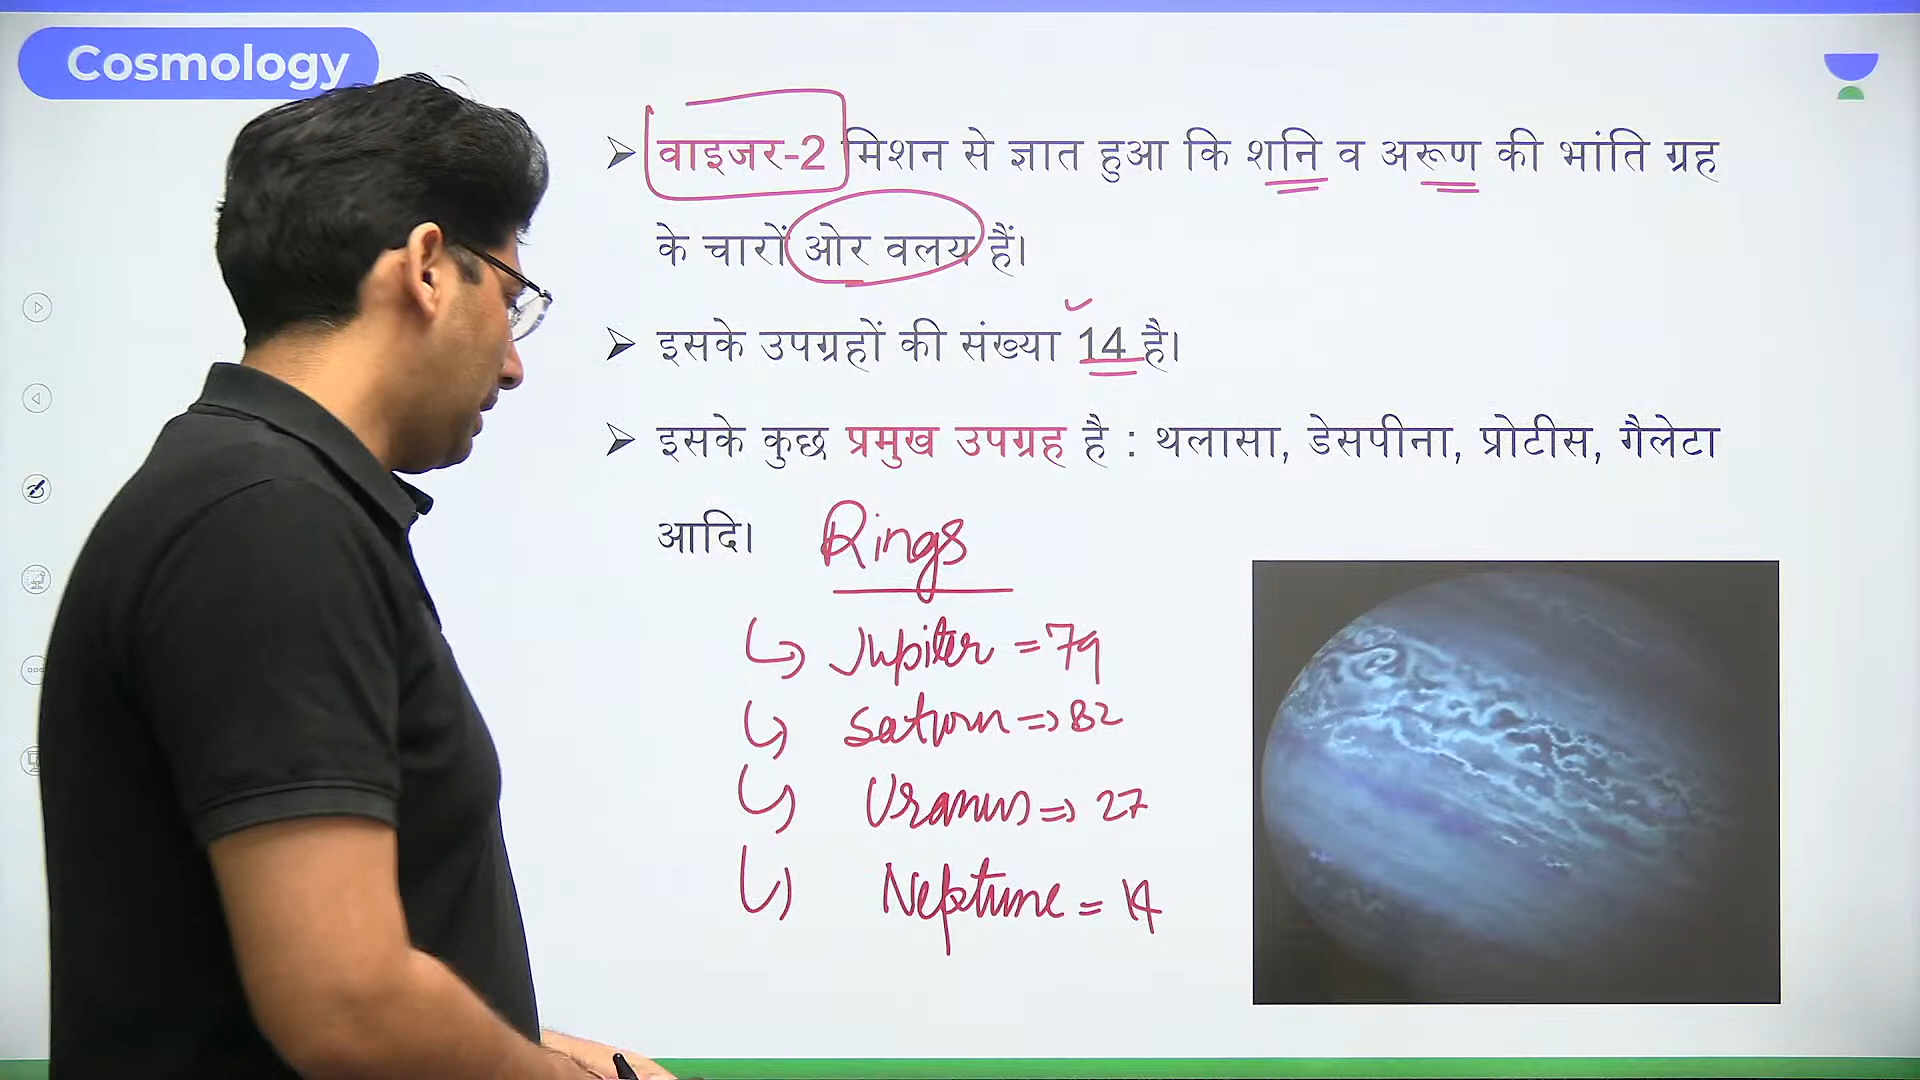 Cosmology
वाइजर-2 मिशन से ज्ञात हुआ कि शनि व अरूण की भांति ग्रह
के चारों ओर वलय हैं।
इसके उपग्रहों की संख्या 14 है।
इसके कुछ प्रमुख उपग्रह है : थलासा, डेसपीना, प्रोटीस, गैलेटा
आदि।
Rings
↳ Jupiter = 79
↳ Saturn => 82
↳ Uranus => 27
↳ Neptune = 14